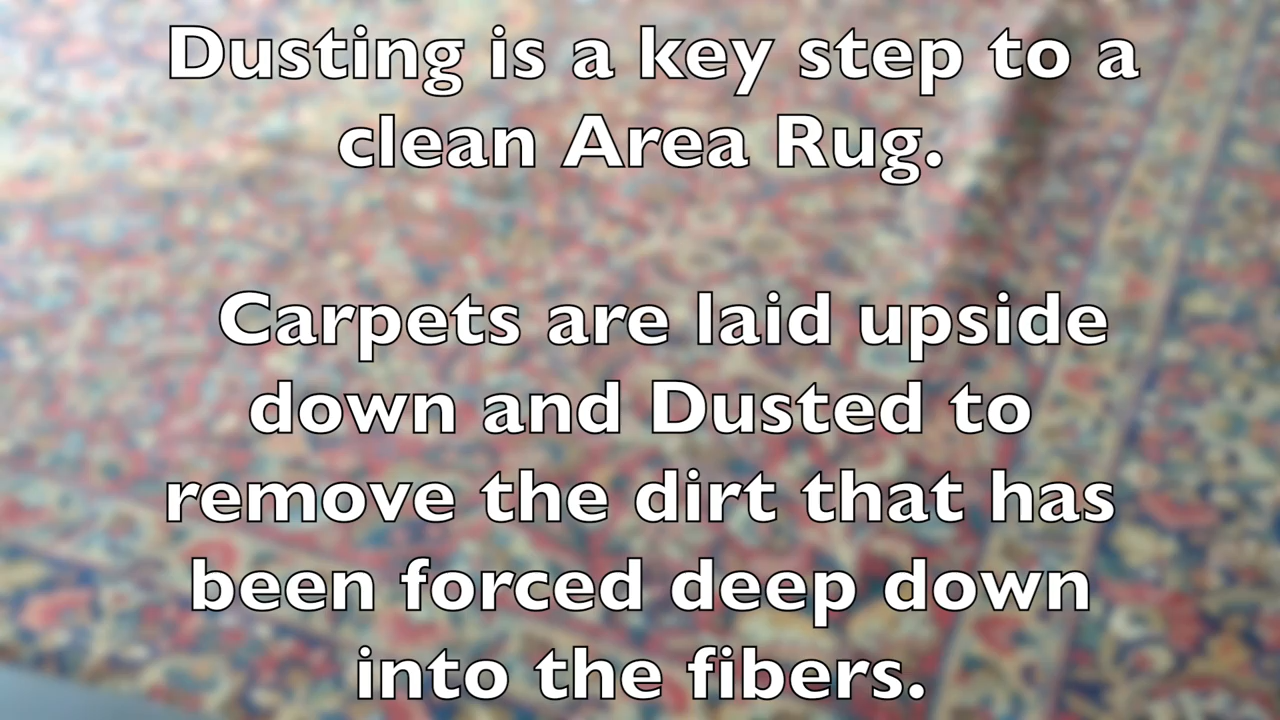 Dusting is a key step to a
clean Area Rug.
Carpets are laid upside
down and Dusted to
remove the dirt that has
been forced deep down
into the fibers.